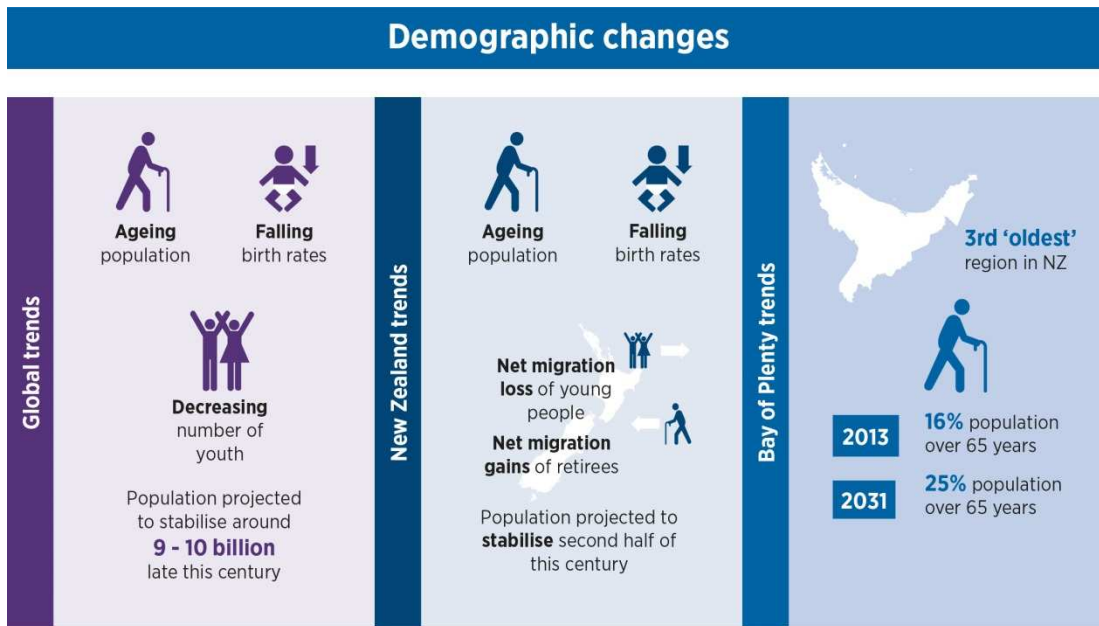 Demographic changes
Global trends
Ageing
population
Falling
birth rates
Decreasing
number of
youth
Population projected
to stabilise around
9 - 10 billion
late this century
New Zealand trends
Ageing
population
Falling
birth rates
Net migration
loss of young
people
Net migration
gains of retirees
Population projected to
stabilise second half of
this century
Bay of Plenty trends
3rd ‘oldest’
region in NZ
2013
16% population
over 65 years
2031
25% population
over 65 years